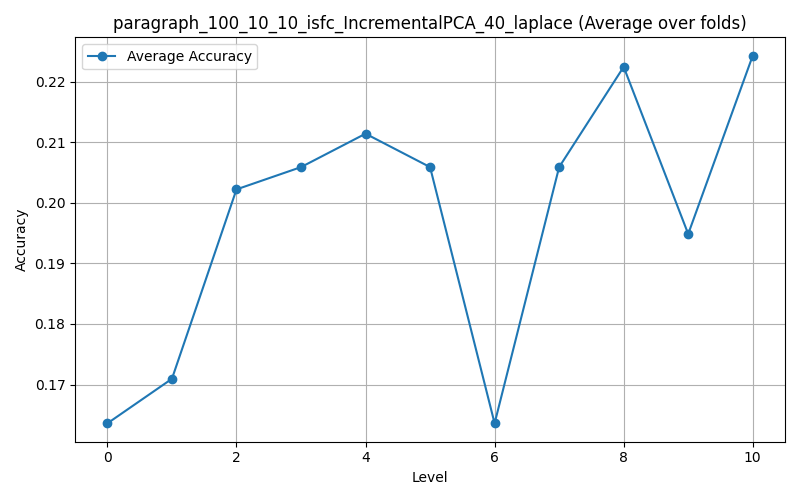 paragraph_100_10_10_isfc_IncrementalPCA_40_laplace (Average over folds)
Average Accuracy
0.22
0.21
0.20
0.19
0.18
0.17
Accuracy
0 2 4 6 8 10
Level